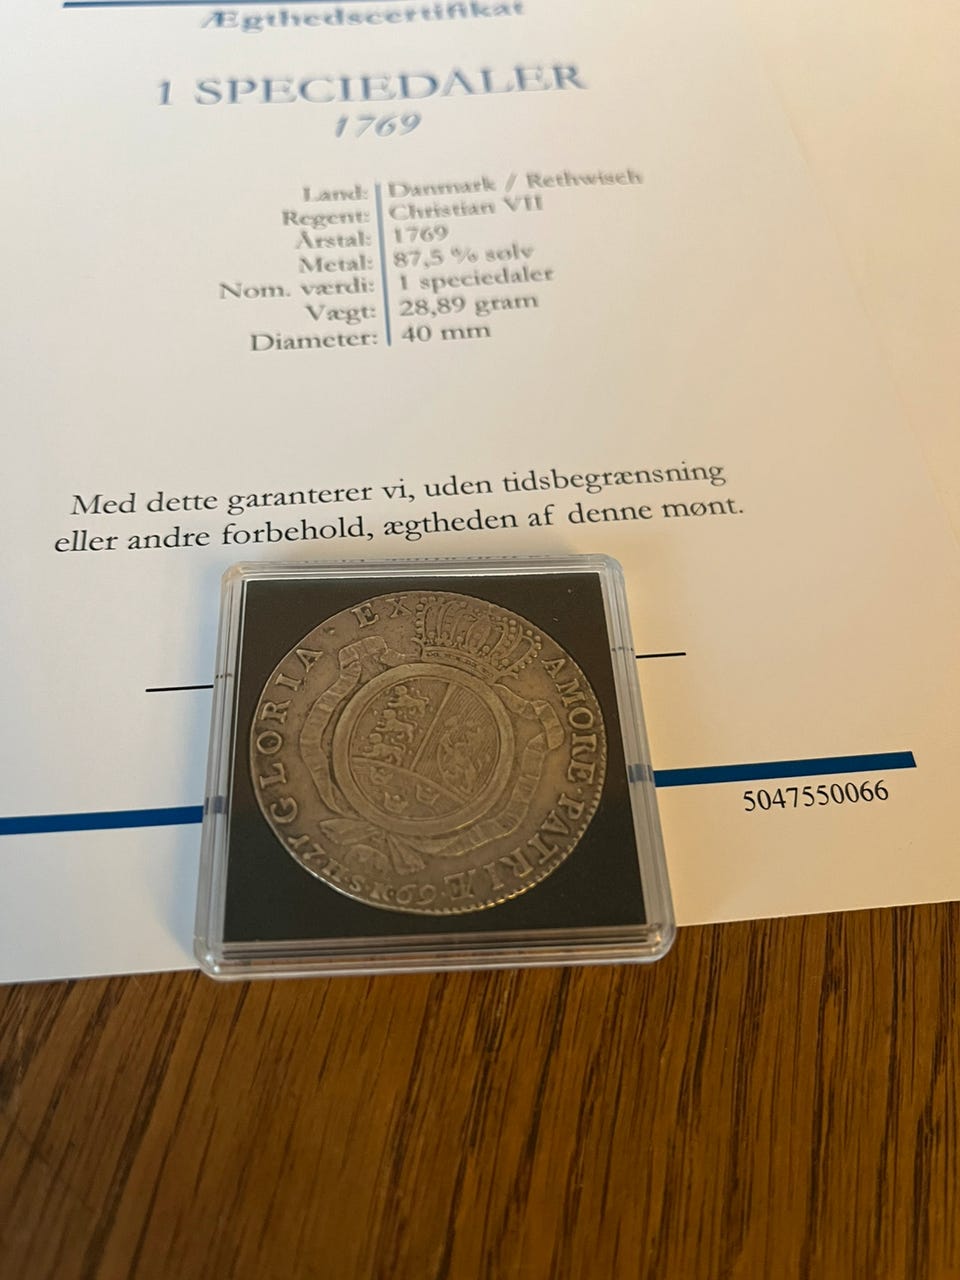 Ægthedscertifikat
1 SPECIEDALER
1769
Land: Danmark / Rethwisch
Regent: Christian VII
Årstal: 1769
Metal: 87,5 % sølv
Nom. værdi: 1 speciedaler
Vægt: 28,89 gram
Diameter: 40 mm
Med dette garanterer vi, uden tidsbegrænsning
eller andre forbehold, ægtheden af denne mønt.
GLORIA · EX AMORE · PATRIÆ
H·S·K·69·
5047550066